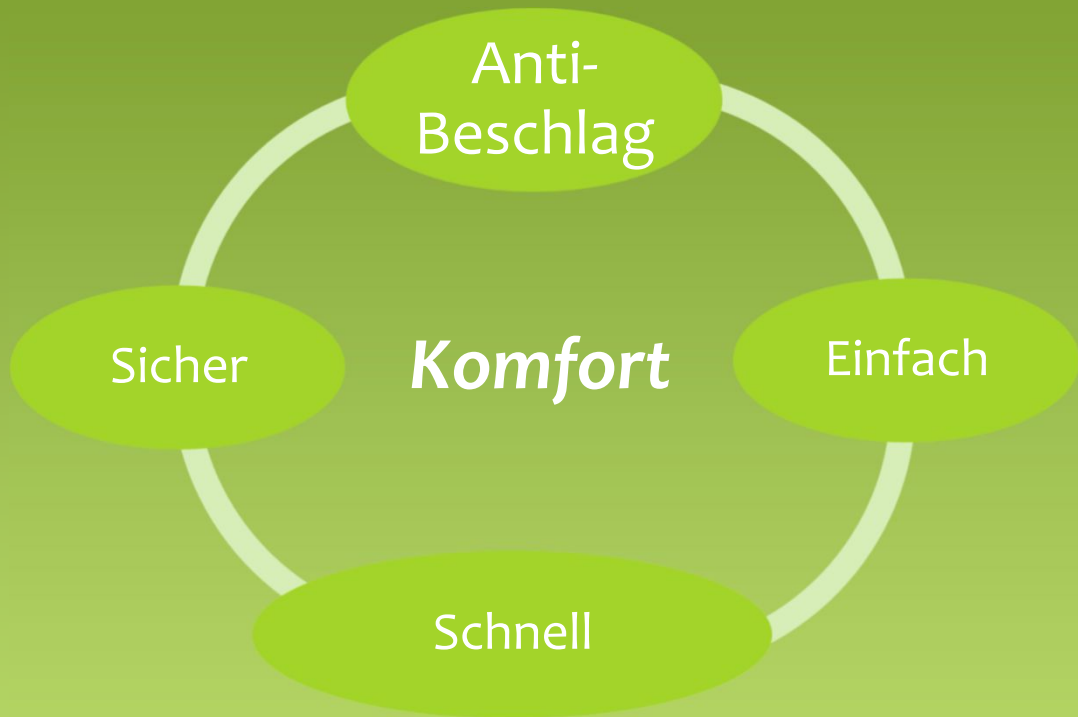 Anti-
Beschlag
Sicher
Komfort
Einfach
Schnell